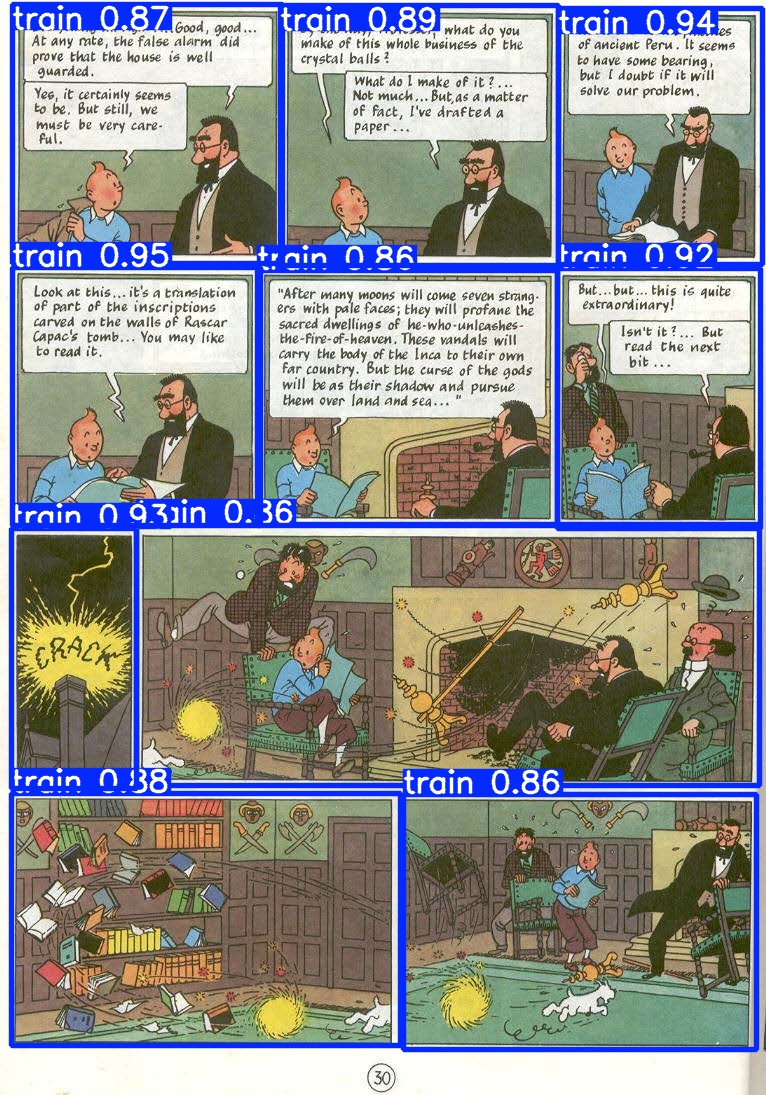 train 0.87
Good, good...
At any rate, the false alarm did
prove that the house is well
guarded.
Yes, it certainly seems
to be. But still, we
must be very care-
ful.
train 0.89
what do you
make of this whole business of the
crystal balls?
What do I make of it?...
Not much... But, as a matter
of fact, I've drafted a
paper...
train 0.94
of ancient Peru. It seems
to have some bearing,
but I doubt if it will
solve our problem.
train 0.95
Look at this... it's a translation
of part of the inscriptions
carved on the walls of Rascar
Capac's tomb... You may like
to read it.
train 0.86
"After many moons will come seven strang-
ers with pale faces; they will profane the
sacred dwellings of he-who-unleashes-
the-fire-of-heaven. These vandals will
carry the body of the Inca to their own
far country. But the curse of the gods
will be as their shadow and pursue
them over land and sea... "
train 0.92
But... but... this is quite
extraordinary!
Isn't it?... But
read the next
bit...
train 0.93
0.86
CRACK
train 0.88
train 0.86
30